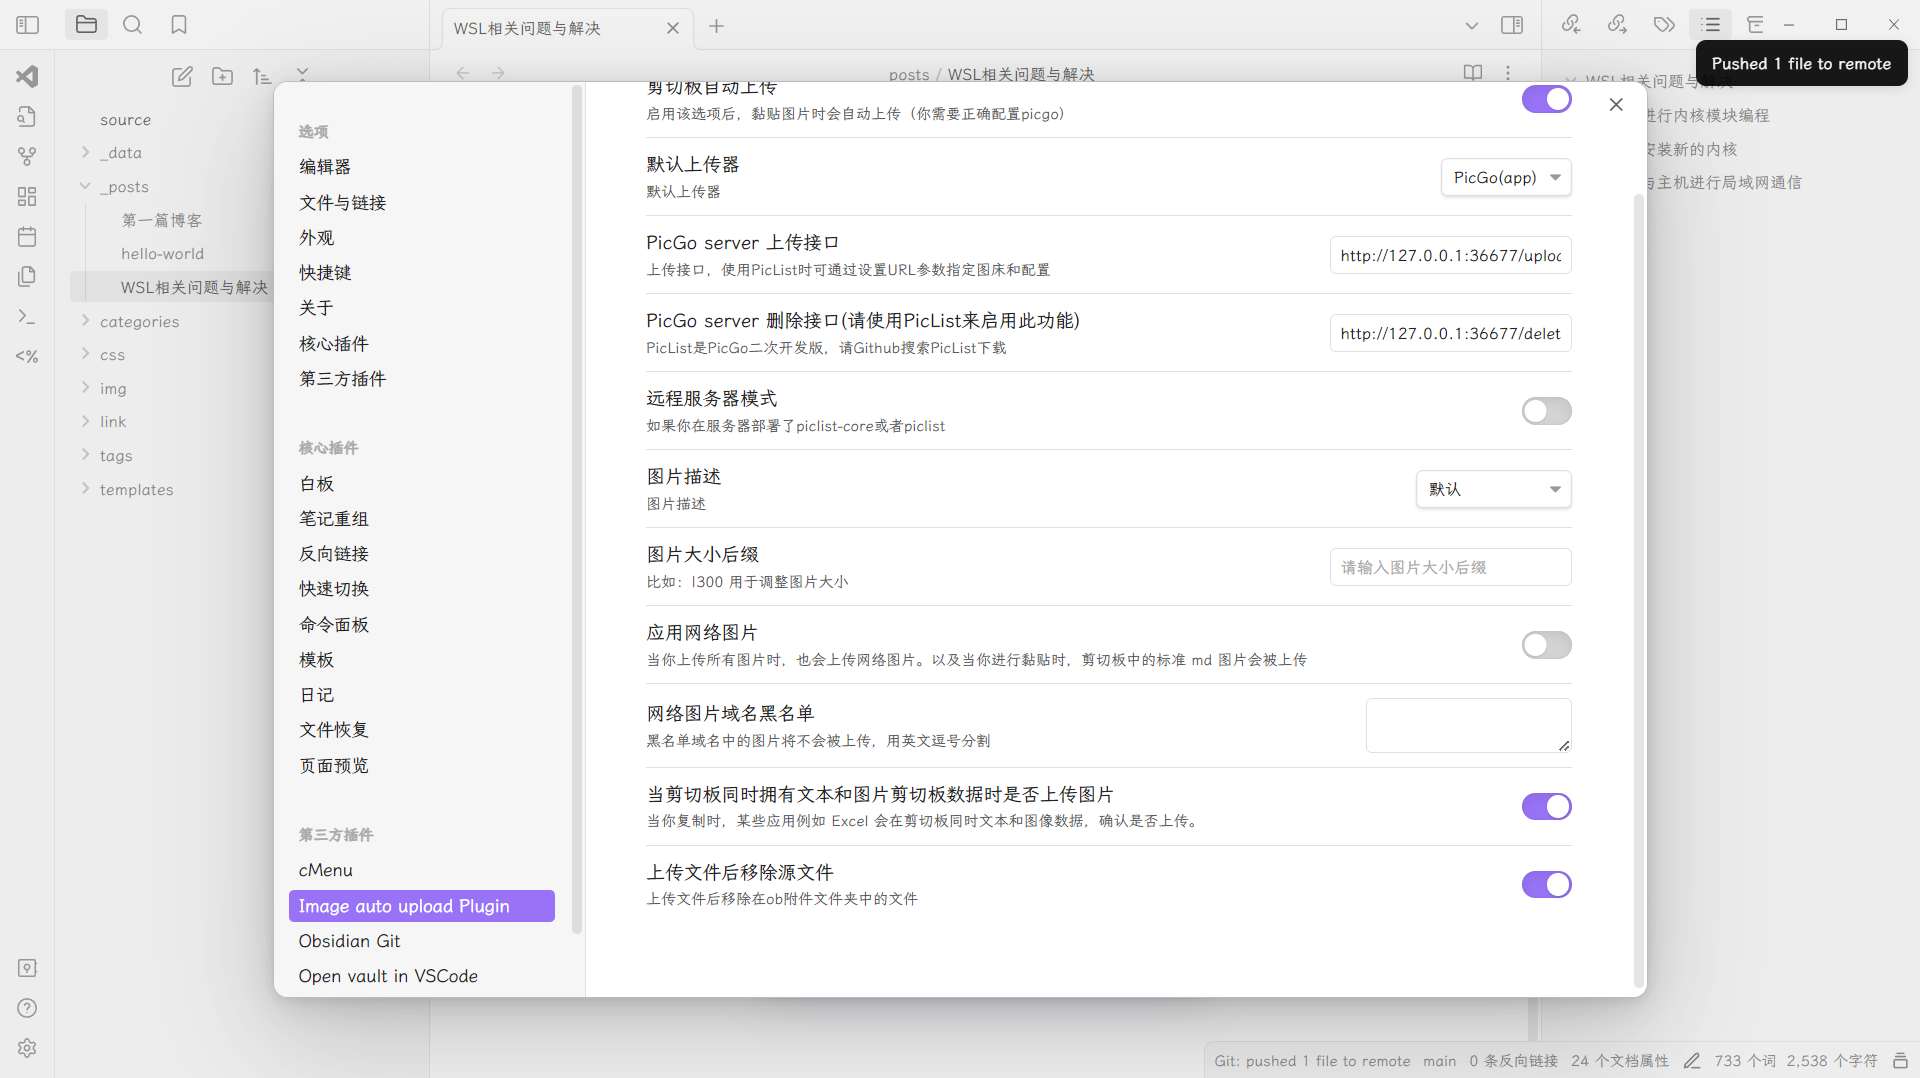 WSL相关问题与解决
Pushed 1 file to remote
posts / WSL相关问题与解决
source
_data
_posts
第一篇博客
hello-world
WSL相关问题与解决
categories
css
img
link
tags
templates
选项
编辑器
文件与链接
外观
快捷键
关于
核心插件
第三方插件
核心插件
白板
笔记重组
反向链接
快速切换
命令面板
模板
日记
文件恢复
页面预览
第三方插件
cMenu
Image auto upload Plugin
Obsidian Git
Open vault in VSCode
剪切板自动上传
启用该选项后，黏贴图片时会自动上传（你需要正确配置picgo）
默认上传器
默认上传器
PicGo(app)
PicGo server 上传接口
上传接口，使用PicList时可通过设置URL参数指定图床和配置
http://127.0.0.1:36677/uploa
PicGo server 删除接口(请使用PicList来启用此功能)
PicList是PicGo二次开发版，请Github搜索PicList下载
http://127.0.0.1:36677/delet
远程服务器模式
如果你在服务器部署了piclist-core或者piclist
图片描述
图片描述
默认
图片大小后缀
比如：|300 用于调整图片大小
请输入图片大小后缀
应用网络图片
当你上传所有图片时，也会上传网络图片。以及当你进行黏贴时，剪切板中的标准 md 图片会被上传
网络图片域名黑名单
黑名单域名中的图片将不会被上传，用英文逗号分割
当剪切板同时拥有文本和图片剪切板数据时是否上传图片
当你复制时，某些应用例如 Excel 会在剪切板同时文本和图像数据，确认是否上传。
上传文件后移除源文件
上传文件后移除在ob附件文件夹中的文件
WSL相关问题与解决
进行内核模块编程
安装新的内核
与主机进行局域网通信
Git: pushed 1 file to remote main 0 条反向链接 24 个文档属性 733 个词 2,538 个字符